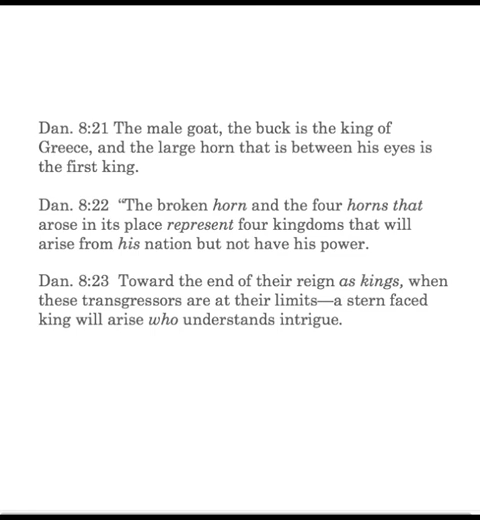 Dan. 8:21 The male goat, the buck is the king of
Greece, and the large horn that is between his eyes is
the first king.
Dan. 8:22 “The broken horn and the four horns that
arose in its place represent four kingdoms that will
arise from his nation but not have his power.
Dan. 8:23 Toward the end of their reign as kings, when
these transgressors are at their limits—a stern faced
king will arise who understands intrigue.